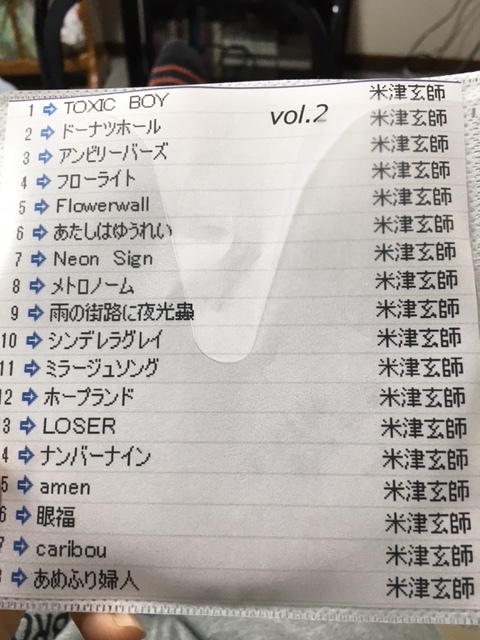 vol.2
1 ➪ TOXIC BOY 米津玄師
2 ➪ ドーナツホール 米津玄師
3 ➪ アンビリーバーズ 米津玄師
4 ➪ フローライト 米津玄師
5 ➪ Flowerwall 米津玄師
6 ➪ あたしはゆうれい 米津玄師
7 ➪ Neon Sign 米津玄師
8 ➪ メトロノーム 米津玄師
9 ➪ 雨の街路に夜光蟲 米津玄師
10 ➪ シンデレラグレイ 米津玄師
11 ➪ ミラージュソング 米津玄師
12 ➪ ホープランド 米津玄師
3 ➪ LOSER 米津玄師
4 ➪ ナンバーナイン 米津玄師
5 ➪ amen 米津玄師
6 ➪ 眼福 米津玄師
7 ➪ caribou 米津玄師
➪ あめふり婦人 米津玄師